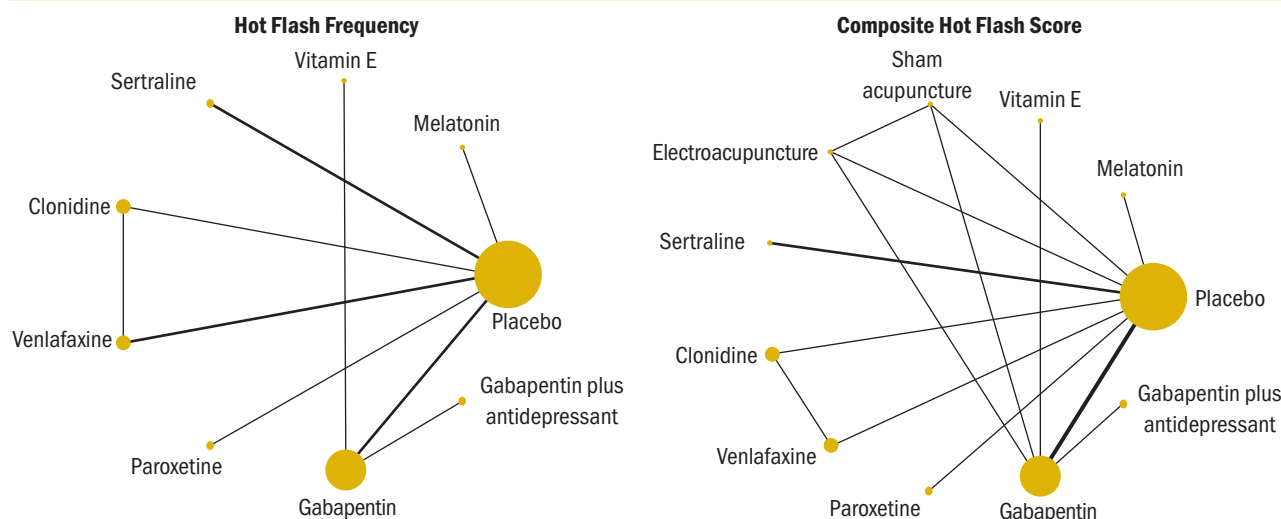 Hot Flash Frequency
Vitamin E
Sertraline
Melatonin
Clonidine
Placebo
Venlafaxine
Gabapentin plus
antidepressant
Paroxetine
Gabapentin
Composite Hot Flash Score
Sham
acupuncture
Vitamin E
Electroacupuncture
Melatonin
Sertraline
Placebo
Clonidine
Gabapentin plus
antidepressant
Venlafaxine
Paroxetine
Gabapentin